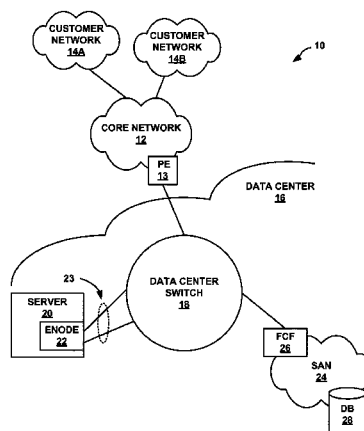 CUSTOMER
NETWORK
14A
CUSTOMER
NETWORK
14B
10
CORE NETWORK
12
PE
13
DATA CENTER
16
23
DATA CENTER
SWITCH
18
SERVER
20
ENODE
22
FCF
26
SAN
24
DB
28